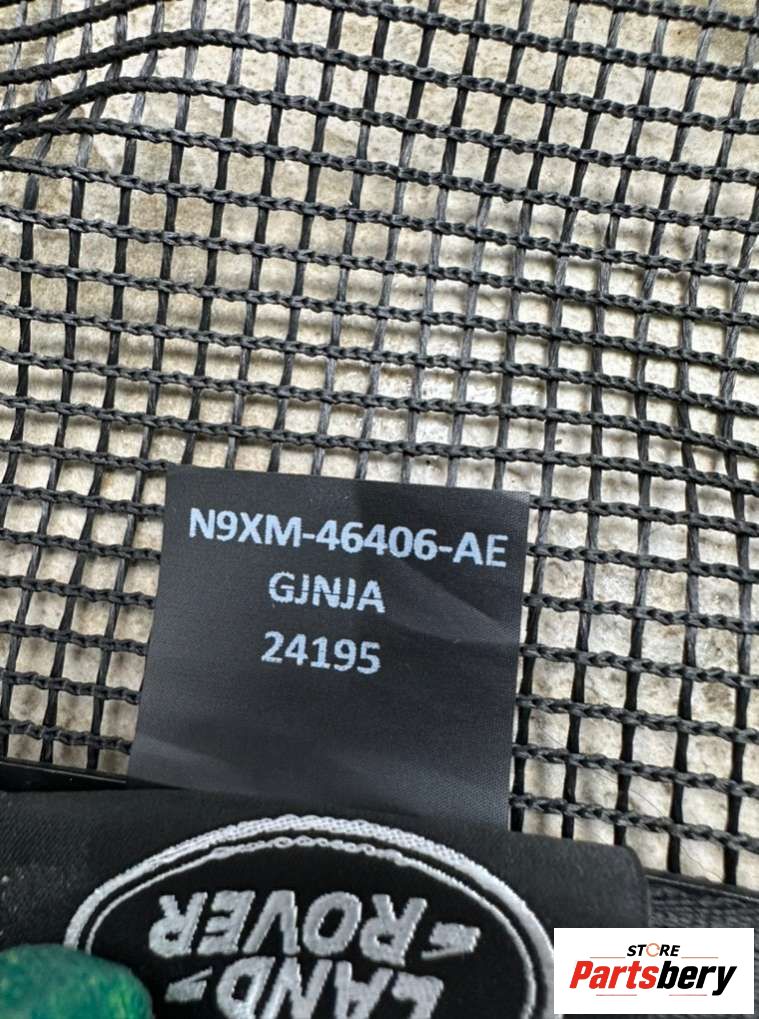 N9XM-46406-AE
GJNJA
24195
LAND
ROVER
STORE
Partsbery